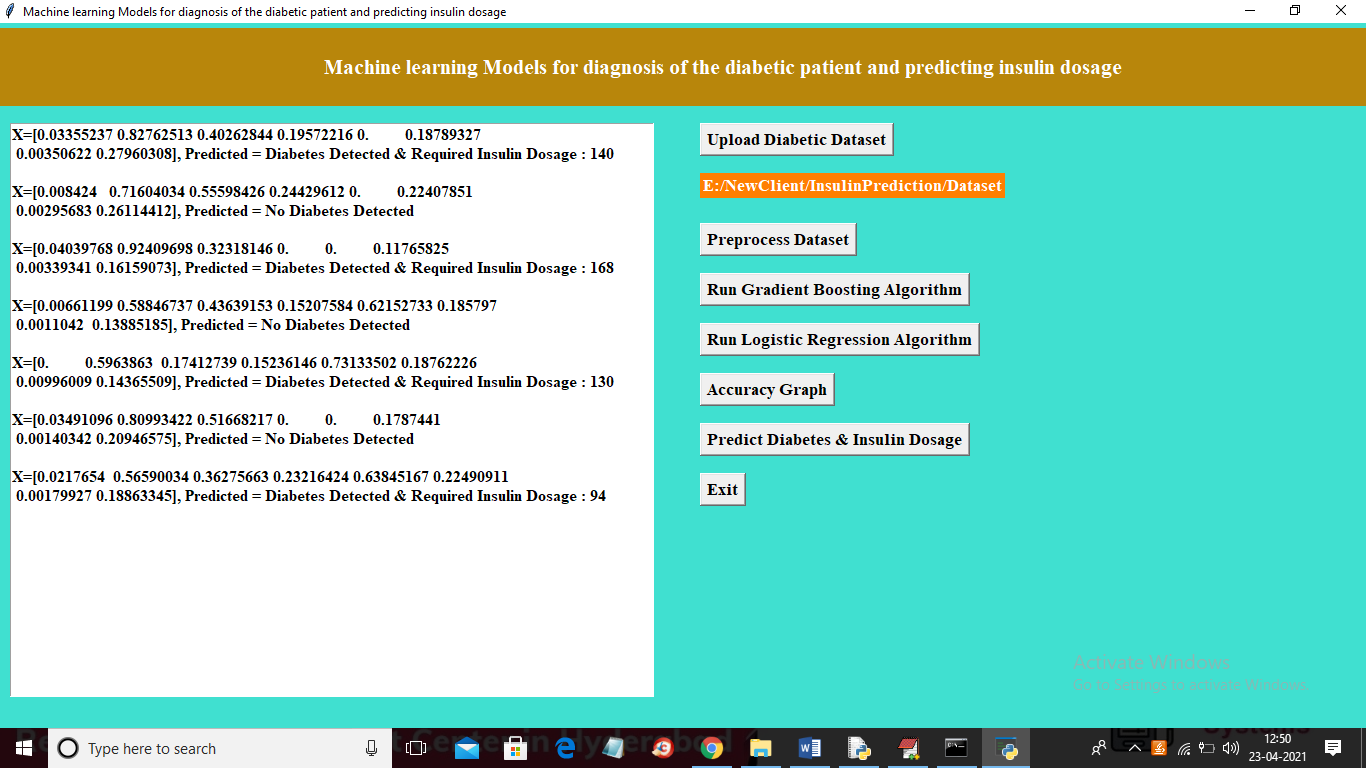 Machine learning Models for diagnosis of the diabetic patient and predicting insulin dosage
Machine learning Models for diagnosis of the diabetic patient and predicting insulin dosage
X=[0.03355237 0.82762513 0.40262844 0.19572216 0. 0.18789327
0.00350622 0.27960308], Predicted = Diabetes Detected & Required Insulin Dosage : 140
X=[0.008424 0.71604034 0.55598426 0.24429612 0. 0.22407851
0.00295683 0.26114412], Predicted = No Diabetes Detected
X=[0.04039768 0.92409698 0.32318146 0. 0. 0.11765825
0.00339341 0.16159073], Predicted = Diabetes Detected & Required Insulin Dosage : 168
X=[0.00661199 0.58846737 0.43639153 0.15207584 0.62152733 0.185797
0.0011042 0.13885185], Predicted = No Diabetes Detected
X=[0. 0.5963863 0.17412739 0.15236146 0.73133502 0.18762226
0.00996009 0.14365509], Predicted = Diabetes Detected & Required Insulin Dosage : 130
X=[0.03491096 0.80993422 0.51668217 0. 0. 0.1787441
0.00140342 0.20946575], Predicted = No Diabetes Detected
X=[0.0217654 0.56590034 0.36275663 0.23216424 0.63845167 0.22490911
0.00179927 0.18863345], Predicted = Diabetes Detected & Required Insulin Dosage : 94
Upload Diabetic Dataset
E:/NewClient/InsulinPrediction/Dataset
Preprocess Dataset
Run Gradient Boosting Algorithm
Run Logistic Regression Algorithm
Accuracy Graph
Predict Diabetes & Insulin Dosage
Exit
Activate Windows
Go to Settings to activate Windows.
Type here to search
Center in Hyderabad
Systems
12:50
23-04-2021